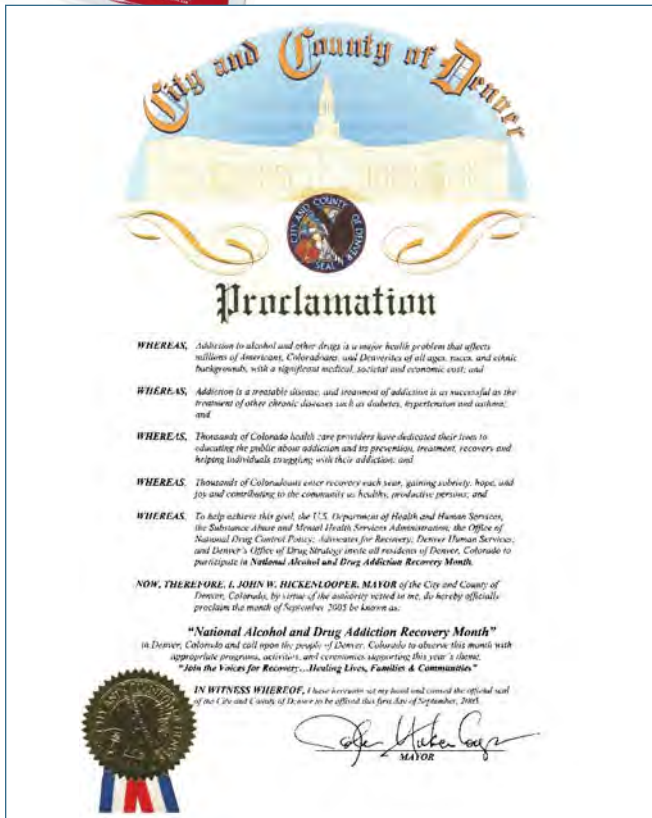 City and County of Denver
CITY AND COUNTY OF DENVER
SEAL
Proclamation
WHEREAS, Addiction to alcohol and other drugs is a major health problem that affects
millions of Americans, Coloradoans, and Denverites of all ages, races, and ethnic
backgrounds, with a significant medical, societal and economic cost; and
WHEREAS, Addiction is a treatable disease, and treatment of addiction is as successful as the
treatment of other chronic diseases such as diabetes, hypertension and asthma;
and
WHEREAS, Thousands of Colorado health care providers have dedicated their lives to
educating the public about addiction and its prevention, treatment, recovery and
helping individuals struggling with their addiction; and
WHEREAS, Thousands of Coloradoans enter recovery each year, gaining sobriety, hope, and
joy and contributing to the community as healthy, productive persons; and
WHEREAS, To help achieve this goal, the U.S. Department of Health and Human Services,
the Substance Abuse and Mental Health Services Administration, the Office of
National Drug Control Policy, Advocates for Recovery, Denver Human Services,
and Denver's Office of Drug Strategy invite all residents of Denver, Colorado to
participate in National Alcohol and Drug Addiction Recovery Month.
NOW, THEREFORE, I, JOHN W. HICKENLOOPER, MAYOR of the City and County of
Denver, Colorado, by virtue of the authority vested in me, do hereby officially
proclaim the month of September 2005 be known as:
"National Alcohol and Drug Addiction Recovery Month"
in Denver, Colorado and call upon the people of Denver, Colorado to observe this month with
appropriate programs, activities, and ceremonies supporting this year's theme,
"Join the Voices for Recovery...Healing Lives, Families & Communities"
IN WITNESS WHEREOF, I have hereunto set my hand and caused the official seal
of the City and County of Denver to be affixed this first day of September, 2005.
MAYOR